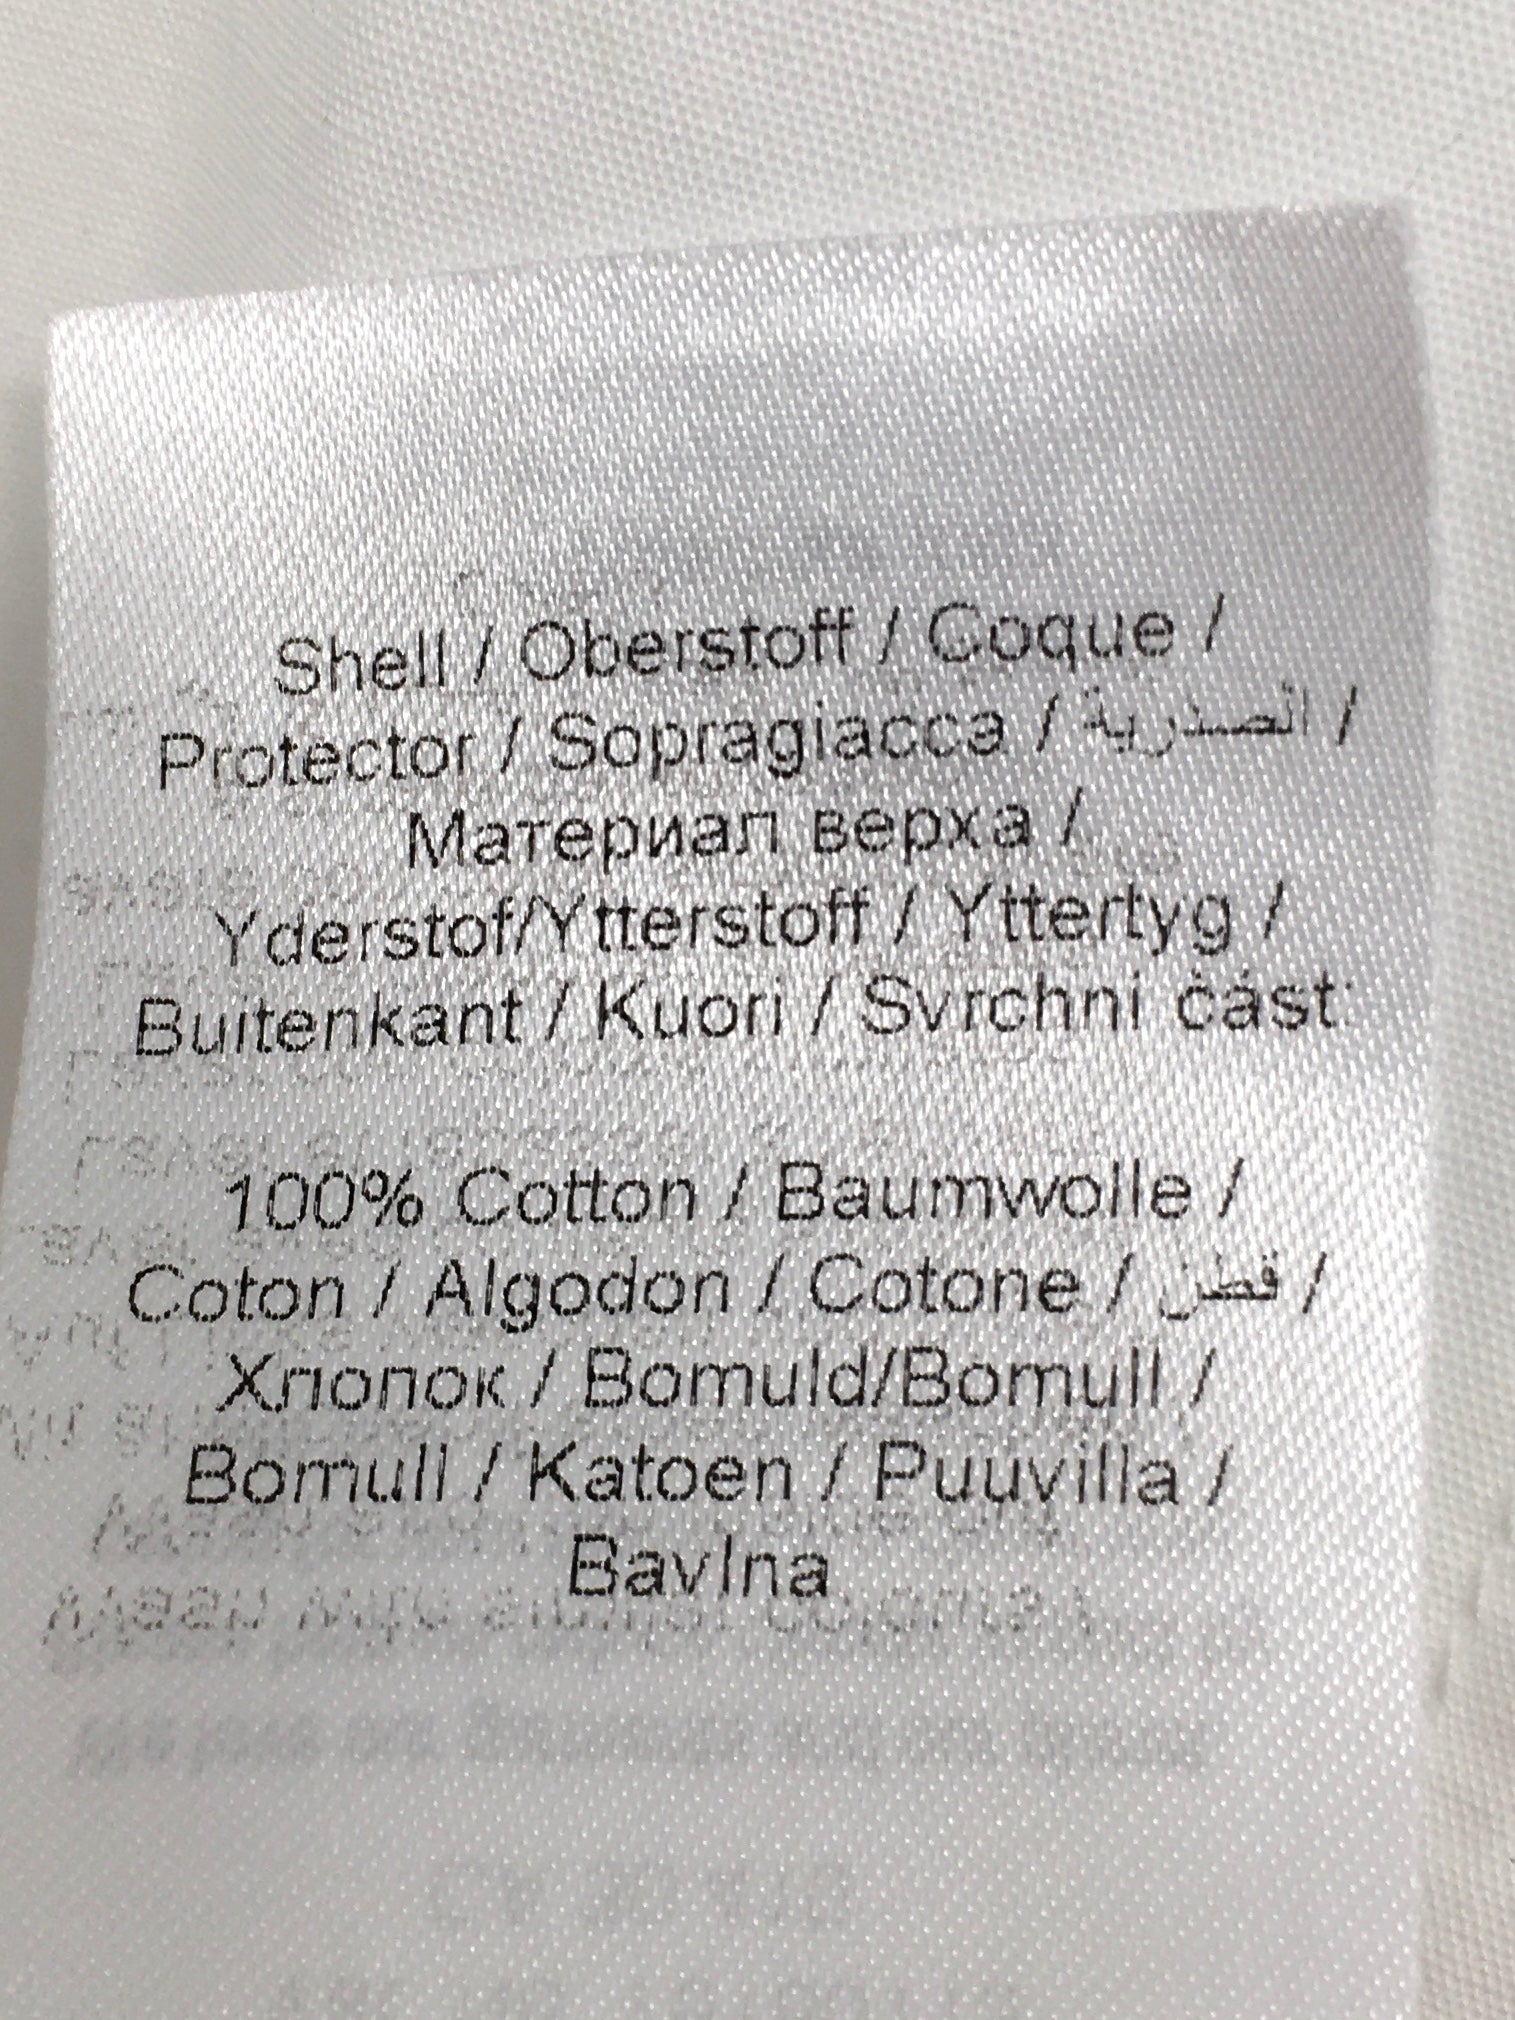 Shell / Oberstoff / Coque /
Protector / Sopragiacca / الصدرية /
Материал верха /
Yderstof/Ytterstoff / Yttertyg /
Buitenkant / Kuori / Svrchni část:
100% Cotton / Baumwolle /
Coton / Algodon / Cotone / قطن /
Хлопок / Bomuld/Bomull /
Bomull / Katoen / Puuvilla /
Bavlna